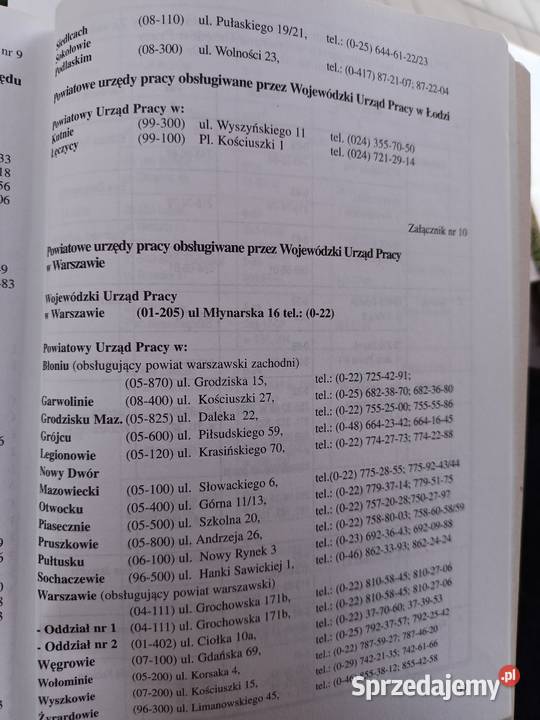 Siedlcach (08-110) ul. Pułaskiego 19/21, tel.: (0-25) 644-61-22/23
Sokołowie
Podlaskim (08-300) ul. Wolności 23, tel.: (0-417) 87-21-07; 87-22-04
nr 9
Powiatowe urzędy pracy obsługiwane przez Wojewódzki Urząd Pracy w Łodzi
Powiatowy Urząd Pracy w:
Kutnie (99-300) ul. Wyszyńskiego 11 tel. (024) 355-70-50
Łęczycy (99-100) Pl. Kościuszki 1 tel. (024) 721-29-14
Załącznik nr 10
Powiatowe urzędy pracy obsługiwane przez Wojewódzki Urząd Pracy
w Warszawie
Wojewódzki Urząd Pracy
w Warszawie (01-205) ul Młynarska 16 tel.: (0-22)
Powiatowy Urząd Pracy w:
Błoniu (obsługujący powiat warszawski zachodni)
(05-870) ul. Grodziska 15, tel.: (0-22) 725-42-91;
Garwolinie (08-400) ul. Kościuszki 27, tel.: (0-25) 682-38-70; 682-36-80
Grodzisku Maz. (05-825) ul. Daleka 22, tel.: (0-22) 755-25-00; 755-55-86
Grójcu (05-600) ul. Piłsudskiego 59, tel.: (0-48) 664-23-42; 664-16-45
Legionowie (05-120) ul. Krasińskiego 70, tel.: (0-22) 774-27-73; 774-22-88
Nowy Dwór
Mazowiecki (05-100) ul. Słowackiego 6, tel.(0-22) 775-28-55; 775-92-43/44
Otwocku (05-400) ul. Górna 11/13, tel.: (0-22) 779-37-14; 779-51-75
Piasecznie (05-500) ul. Szkolna 20, tel.: (0-22) 757-20-28;750-27-97
Pruszkowie (05-800) ul. Andrzeja 26, tel.: (0-22) 758-80-03; 758-60-58/59
Pułtusku (06-100) ul. Nowy Rynek 3 tel.: (0-23) 692-36-43; 692-09-88
Sochaczewie (96-500) ul. Hanki Sawickiej 1, tel.: (0-46) 862-33-93; 862-24-24
Warszawie (obsługujący powiat warszawski)
(04-111) ul. Grochowska 171b, tel.: (0-22) 810-58-45; 810-27-06
- Oddział nr 1 (04-111) ul. Grochowska 171b, tel.: (0-22) 810-58-45; 810-27-06
- Oddział nr 2 (01-402) ul. Ciołka 10a, tel.: (0-22) 37-70-60; 37-39-53
Węgrowie (07-100) ul. Gdańska 69, tel.: (0-25) 792-37-57; 792-25-42
Wołominie (05-200) ul. Korsaka 4, tel.: (0-22) 787-59-27; 787-46-20
Wyszkowie (07-200) ul. Kościuszki 15, tel.: (0-29) 742-21-35; 742-61-66
Żyrardowie (96-300) ul. Limanowskiego 45, 855-38-12; 855-42-58
Sprzedajemy.pl